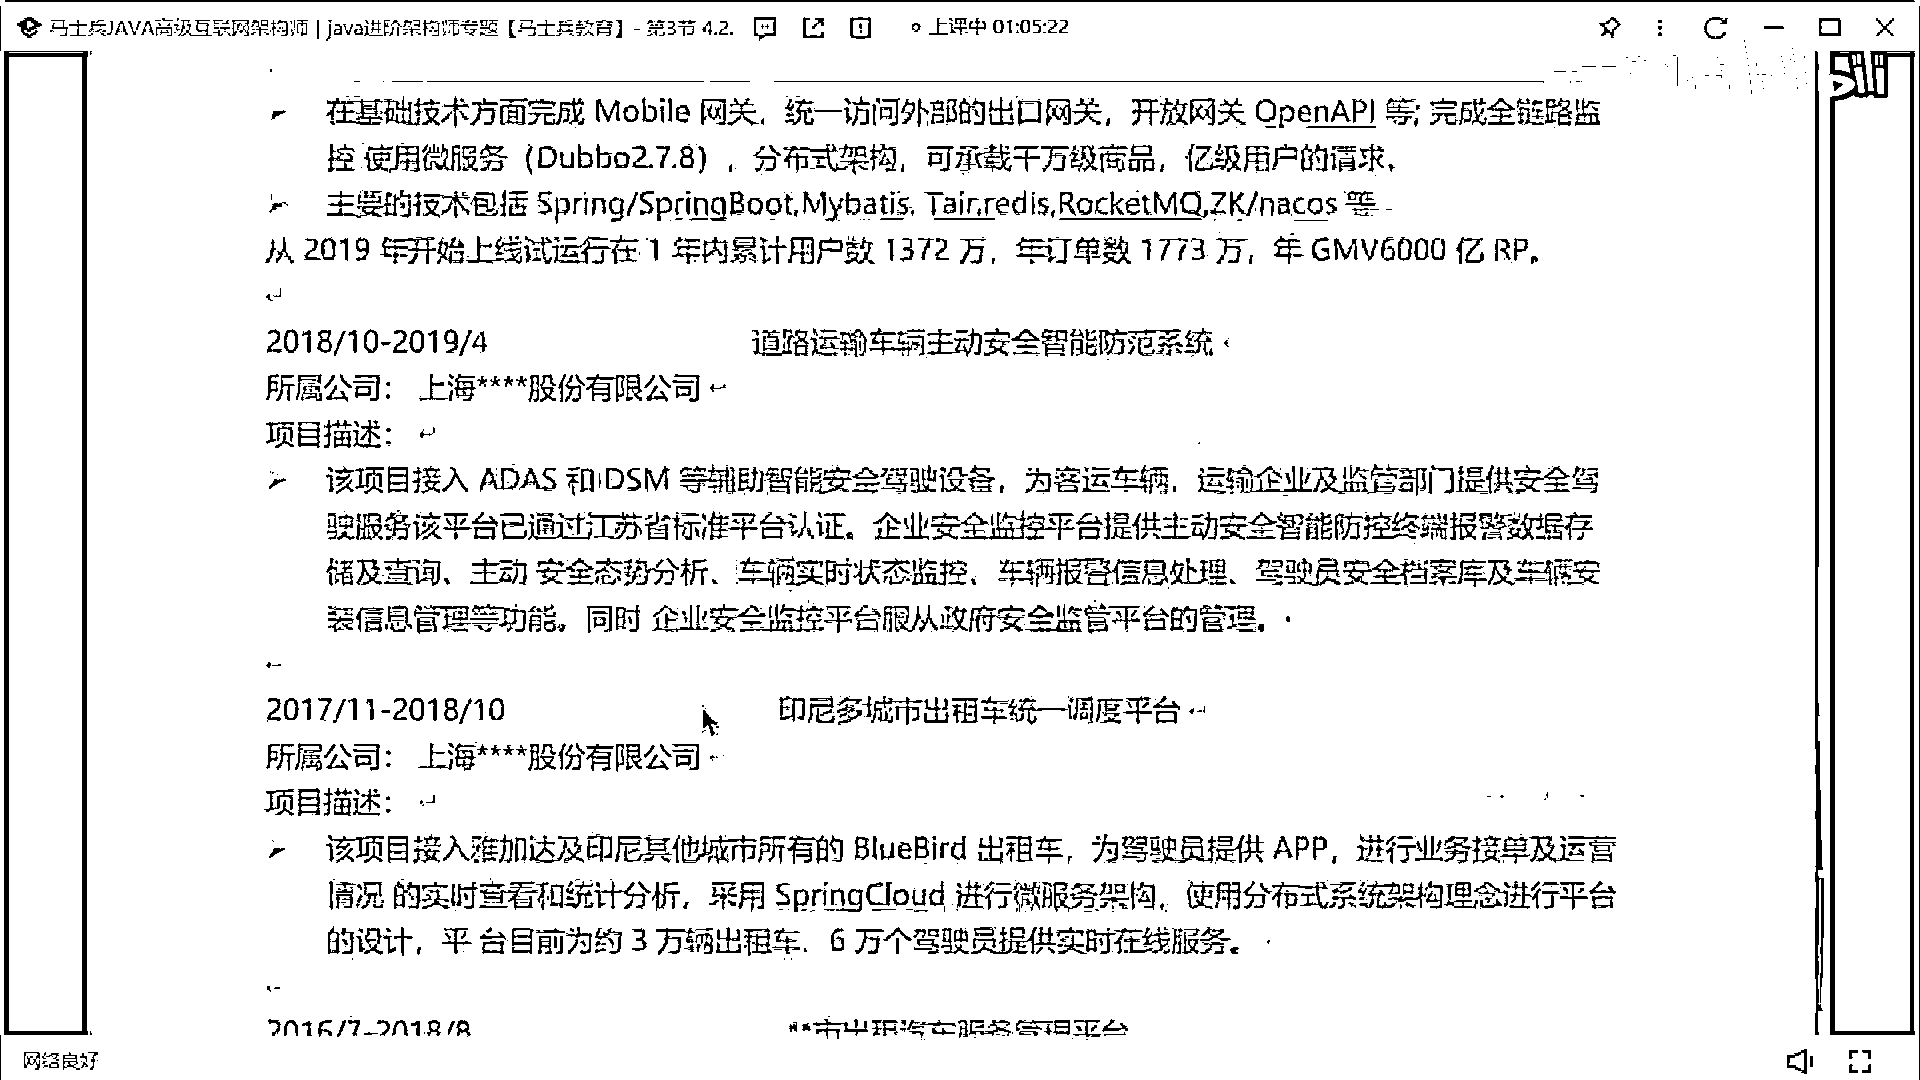 马士兵JAVA高级互联网架构师 | java进阶架构师专题【马士兵教育】- 第3节 4.2. 上课中 01:05:22
在基础技术方面完成 Mobile 网关，统一访问外部的出口网关，开放网关 OpenAPI 等; 完成全链路监
控 使用微服务（Dubbo2.7.8），分布式架构，可承载千万级商品，亿级用户的请求。
主要的技术包括 Spring/SpringBoot,Mybatis, Tair,redis,RocketMQ,ZK/nacos 等
从 2019 年开始上线试运行在 1 年内累计用户数 1372 万，年订单数 1773 万，年 GMV6000 亿 RP。
2018/10-2019/4 道路运输车辆主动安全智能防范系统
所属公司： 上海****股份有限公司
项目描述：
该项目接入 ADAS 和 DSM 等辅助智能安全驾驶设备，为客运车辆，运输企业及监管部门提供安全驾
驶服务该平台已通过江苏省标准平台认证。企业安全监控平台提供主动安全智能防控终端报警数据存
储及查询、主动 安全态势分析、车辆实时状态监控、车辆报警信息处理、驾驶员安全档案库及车辆安
装信息管理等功能。同时 企业安全监控平台服从政府安全监管平台的管理。
2017/11-2018/10 印尼多城市出租车统一调度平台
所属公司： 上海****股份有限公司
项目描述：
该项目接入雅加达及印尼其他城市所有的 BlueBird 出租车，为驾驶员提供 APP，进行业务接单及运营
情况 的实时查看和统计分析，采用 SpringCloud 进行微服务架构，使用分布式系统架构理念进行平台
的设计，平 台目前为约 3 万辆出租车、6 万个驾驶员提供实时在线服务。
2016/7-2018/8 **市出租汽车服务管理平台
网络良好